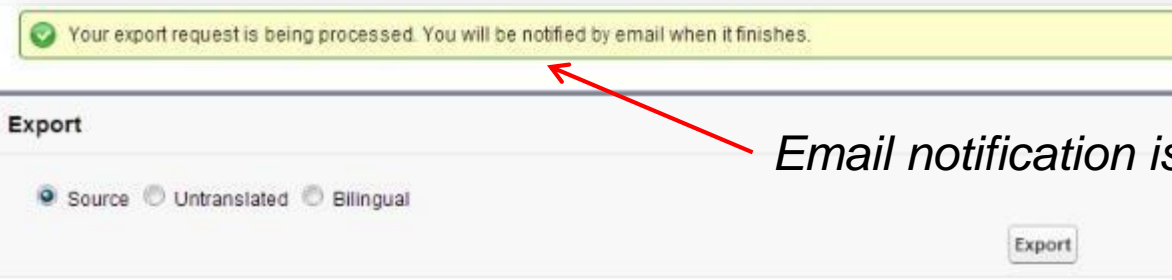 Your export request is being processed. You will be notified by email when it finishes.
Export
Email notification is
Source Untranslated Bilingual
Export